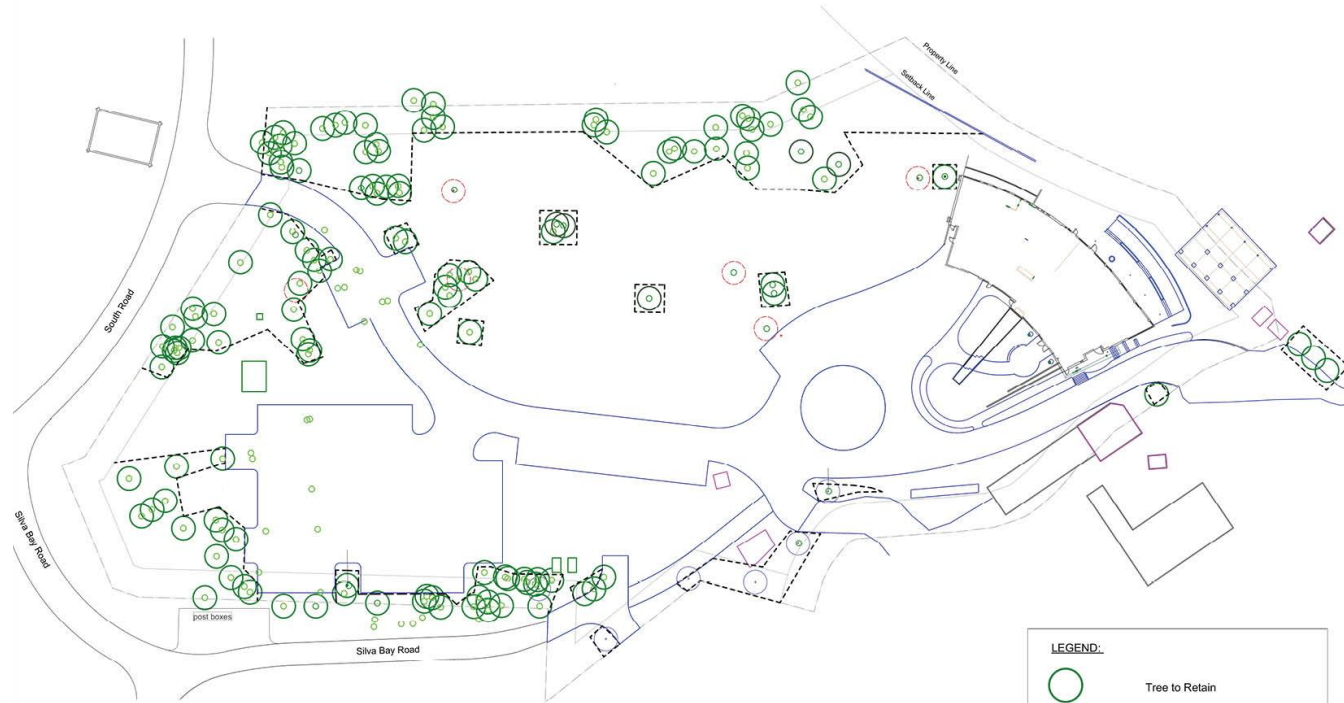 Property Line
Setback Line
South Road
Silva Bay Road
post boxes
Silva Bay Road
LEGEND:
Tree to Retain